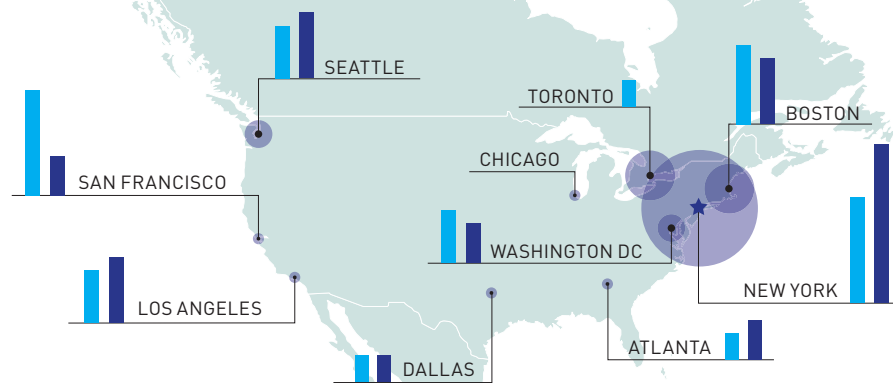 SEATTLE
TORONTO
BOSTON
CHICAGO
SAN FRANCISCO
WASHINGTON DC
NEW YORK
LOS ANGELES
ATLANTA
DALLAS